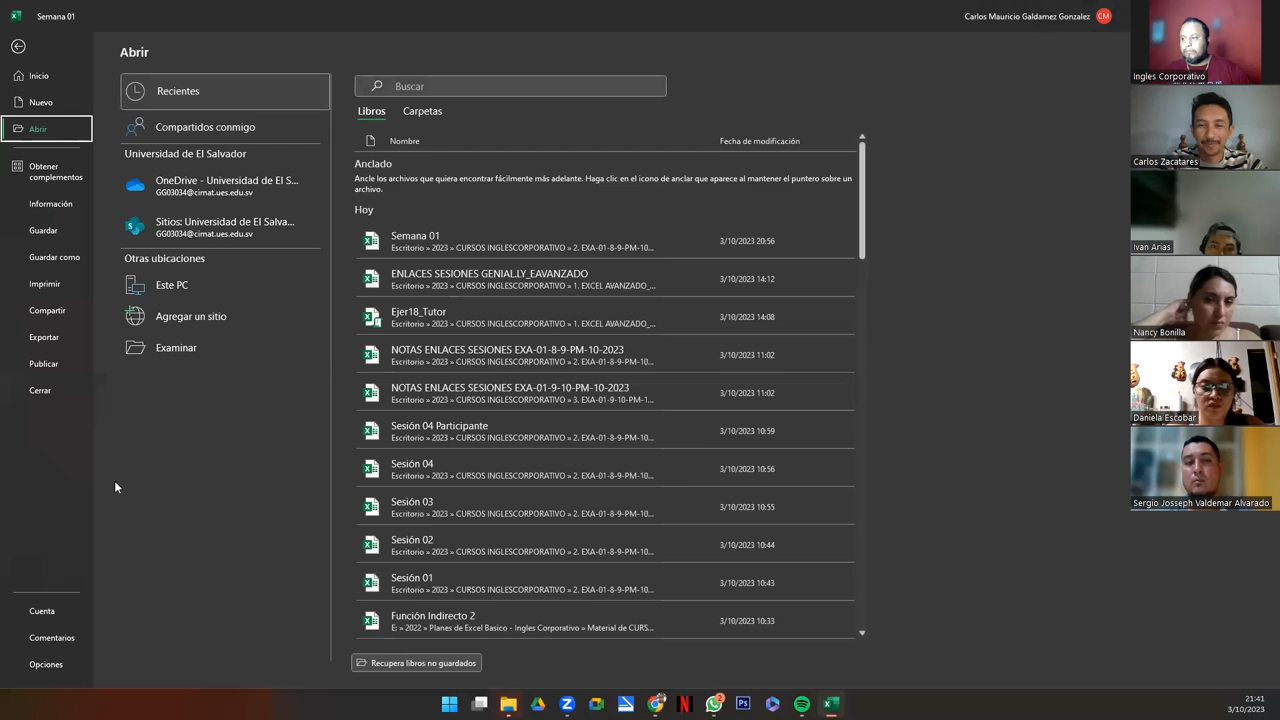 Semana 01
Carlos Mauricio Galdamez Gonzalez
CM
Inicio
Nuevo
Abrir
Obtener
complementos
Información
Guardar
Guardar como
Imprimir
Compartir
Exportar
Publicar
Cerrar
Cuenta
Comentarios
Opciones
Abrir
Recientes
Compartidos conmigo
Universidad de El Salvador
OneDrive - Universidad de El S...
GG03034@cimat.ues.edu.sv
Sitios: Universidad de El Salva...
GG03034@cimat.ues.edu.sv
Otras ubicaciones
Este PC
Agregar un sitio
Examinar
Buscar
Libros Carpetas
Nombre Fecha de modificación
Anclado
Ancle los archivos que quiera encontrar fácilmente más adelante. Haga clic en el icono de anclar que aparece al mantener el puntero sobre un
archivo.
Hoy
Semana 01
Escritorio » 2023 » CURSOS INGLESCORPORATIVO » 2. EXA-01-8-9-PM-10...
3/10/2023 20:56
ENLACES SESIONES GENIAL.LY_EAVANZADO
Escritorio » 2023 » CURSOS INGLESCORPORATIVO » 1. EXCEL AVANZADO_...
3/10/2023 14:12
Ejer18_Tutor
Escritorio » 2023 » CURSOS INGLESCORPORATIVO » 1. EXCEL AVANZADO_...
3/10/2023 14:08
NOTAS ENLACES SESIONES EXA-01-8-9-PM-10-2023
Escritorio » 2023 » CURSOS INGLESCORPORATIVO » 2. EXA-01-8-9-PM-10...
3/10/2023 11:02
NOTAS ENLACES SESIONES EXA-01-9-10-PM-10-2023
Escritorio » 2023 » CURSOS INGLESCORPORATIVO » 3. EXA-01-9-10-PM-1...
3/10/2023 11:02
Sesión 04 Participante
Escritorio » 2023 » CURSOS INGLESCORPORATIVO » 2. EXA-01-8-9-PM-10...
3/10/2023 10:59
Sesión 04
Escritorio » 2023 » CURSOS INGLESCORPORATIVO » 2. EXA-01-8-9-PM-10...
3/10/2023 10:56
Sesión 03
Escritorio » 2023 » CURSOS INGLESCORPORATIVO » 2. EXA-01-8-9-PM-10...
3/10/2023 10:55
Sesión 02
Escritorio » 2023 » CURSOS INGLESCORPORATIVO » 2. EXA-01-8-9-PM-10...
3/10/2023 10:44
Sesión 01
Escritorio » 2023 » CURSOS INGLESCORPORATIVO » 2. EXA-01-8-9-PM-10...
3/10/2023 10:43
Función Indirecto 2
E: » 2022 » Planes de Excel Basico - Ingles Corporativo » Material de CURS...
3/10/2023 10:33
Recupera libros no guardados
Ingles Corporativo
Carlos Zacatares
Ivan Arias
Nancy Bonilla
Daniela Escobar
Sergio Josseph Valdemar Alvarado
2
21:41
3/10/2023